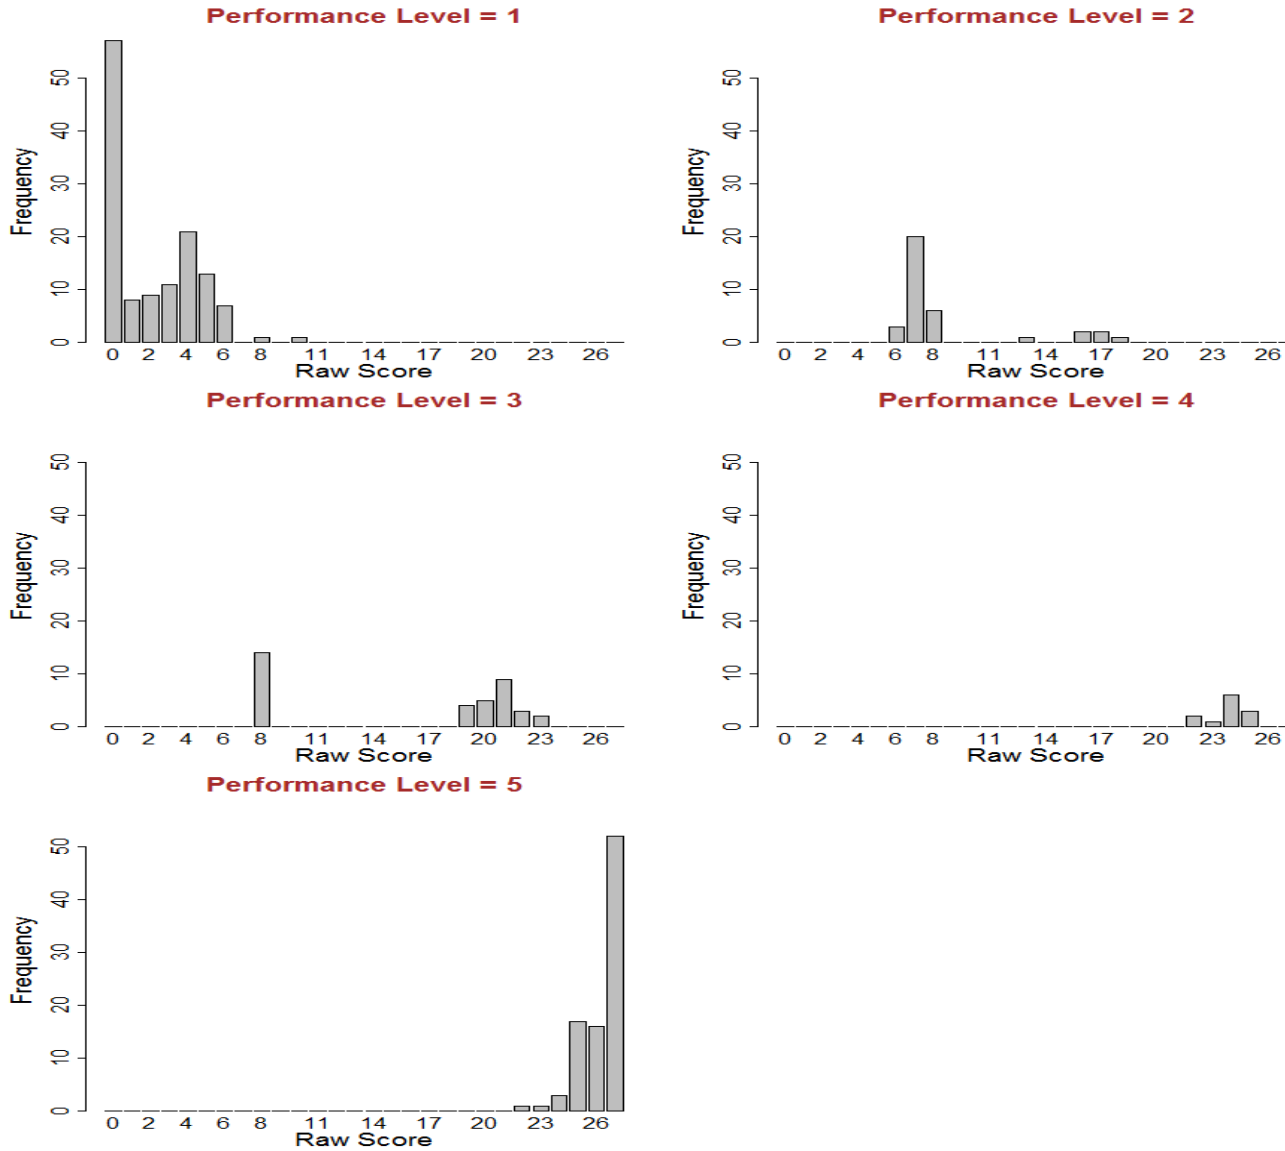 Performance Level = 1
Frequency
50
40
30
20
10
0
0 2 4 6 8 11 14 17 20 23 26
Raw Score
Performance Level = 2
Frequency
50
40
30
20
10
0
0 2 4 6 8 11 14 17 20 23 26
Raw Score
Performance Level = 3
Frequency
50
40
30
20
10
0
0 2 4 6 8 11 14 17 20 23 26
Raw Score
Performance Level = 4
Frequency
50
40
30
20
10
0
0 2 4 6 8 11 14 17 20 23 26
Raw Score
Performance Level = 5
Frequency
50
40
30
20
10
0
0 2 4 6 8 11 14 17 20 23 26
Raw Score